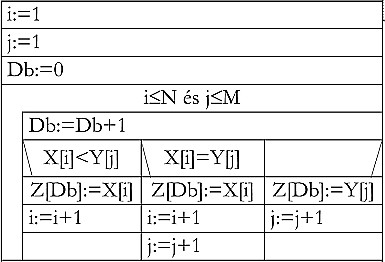 i:=1
j:=1
Db:=0
i≤N és j≤M
Db:=Db+1
X[i]<Y[j] X[i]=Y[j]
Z[Db]:=X[i] Z[Db]:=X[i] Z[Db]:=Y[j]
i:=i+1 i:=i+1 j:=j+1
j:=j+1